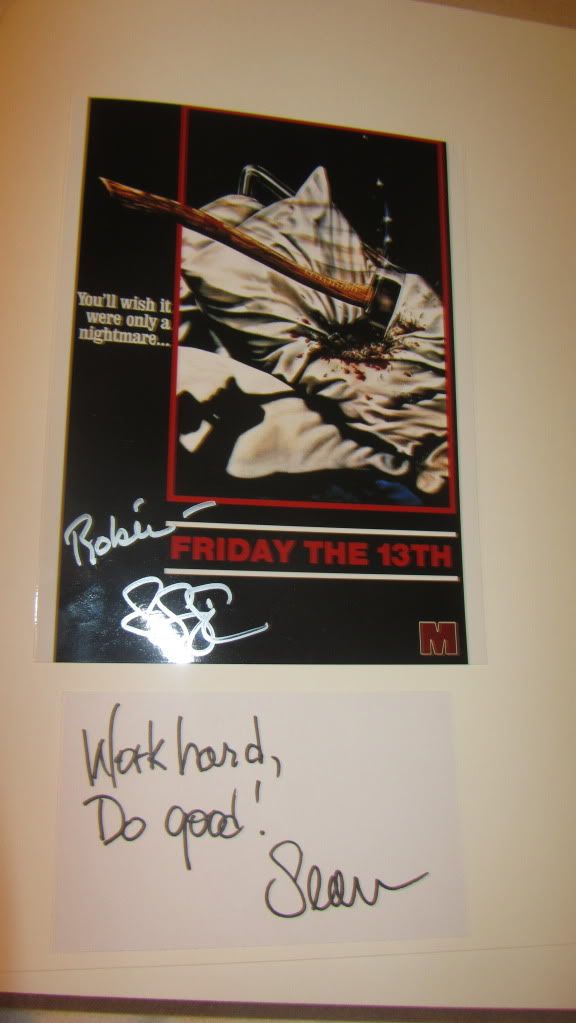 You'll wish it
were only a
nightmare...
Robin
FRIDAY THE 13TH
M
Work hard,
Do good!
Sean